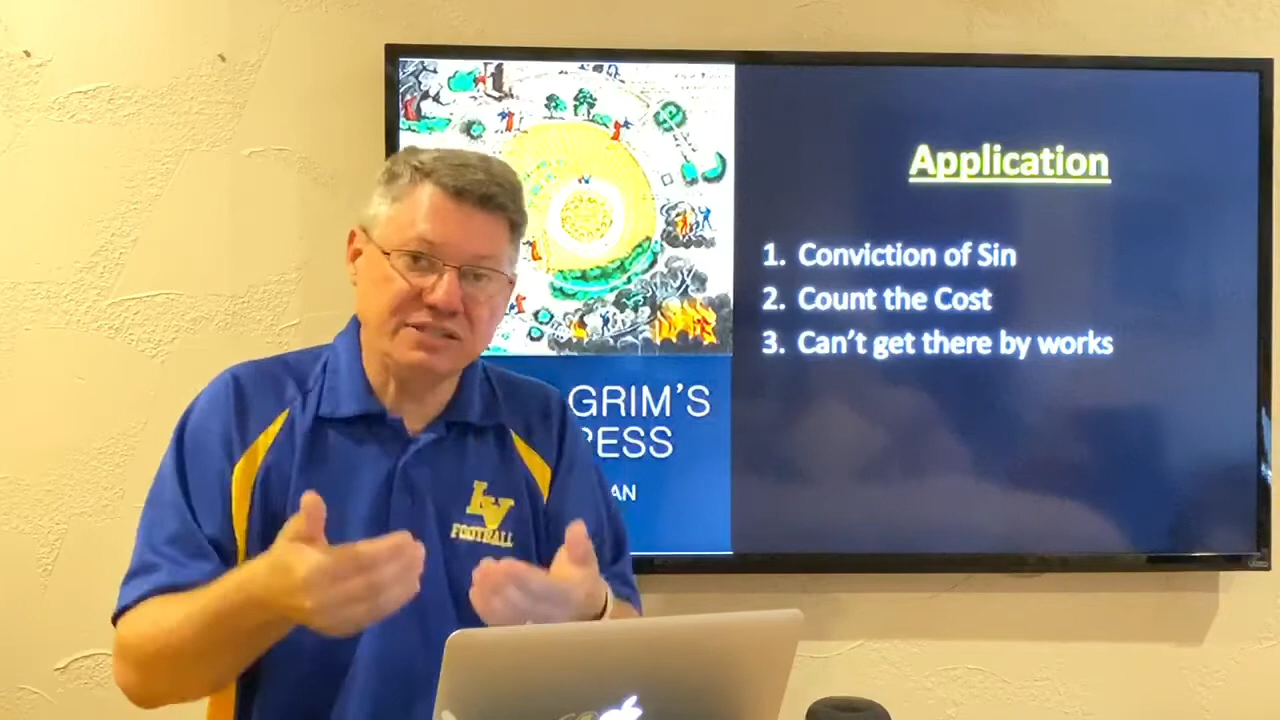 Application
1. Conviction of Sin
2. Count the Cost
3. Can't get there by works
GRIM'S
RESS
AN
LV
FOOTBALL